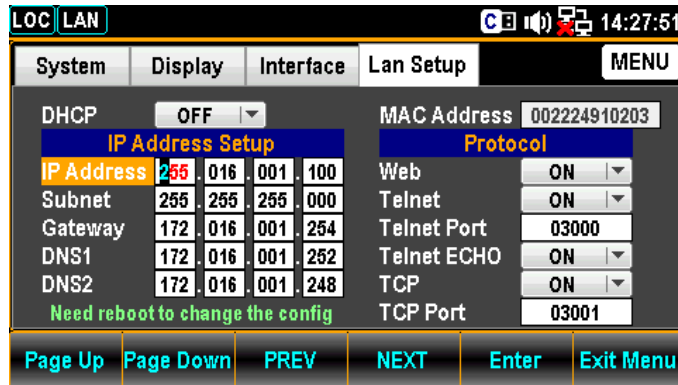 LOC LAN C 14:27:51
System Display Interface Lan Setup MENU
DHCP OFF MAC Address 002224910203
IP Address Setup Protocol
IP Address 255 . 016 . 001 . 100 Web ON
Subnet 255 . 255 . 255 . 000 Telnet ON
Gateway 172 . 016 . 001 . 254 Telnet Port 03000
DNS1 172 . 016 . 001 . 252 Telnet ECHO ON
DNS2 172 . 016 . 001 . 248 TCP ON
Need reboot to change the config TCP Port 03001
Page Up Page Down PREV NEXT Enter Exit Menu